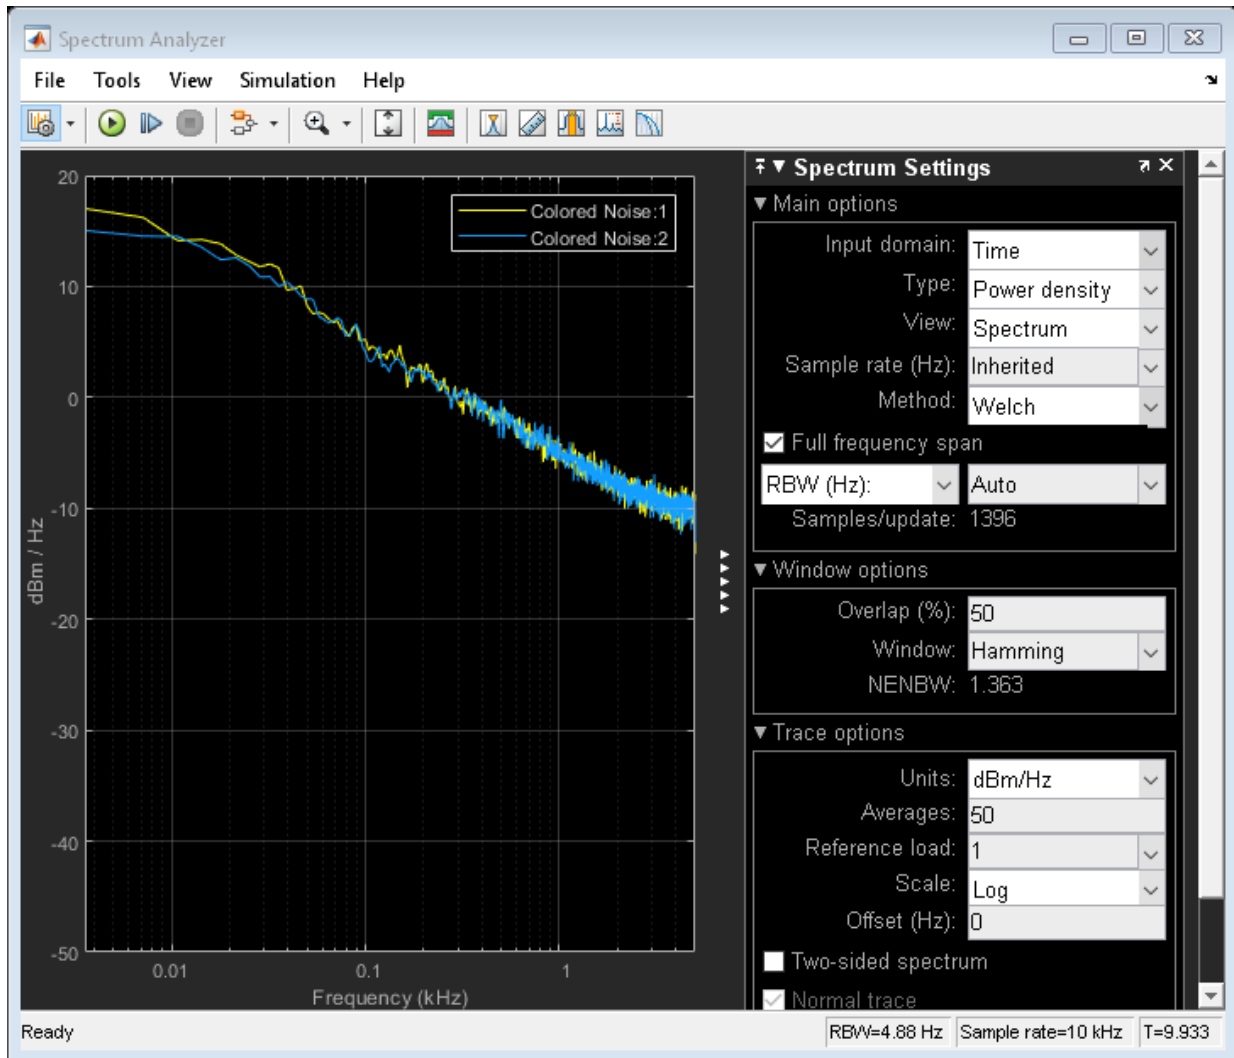 Spectrum Analyzer
File Tools View Simulation Help
20
10
0
-10
-20
-30
-40
-50
dBm / Hz
0.01 0.1 1
Frequency (kHz)
Colored Noise:1
Colored Noise:2
Spectrum Settings
Main options
Input domain: Time
Type: Power density
View: Spectrum
Sample rate (Hz): Inherited
Method: Welch
Full frequency span
RBW (Hz): Auto
Samples/update: 1396
Window options
Overlap (%): 50
Window: Hamming
NENBW: 1.363
Trace options
Units: dBm/Hz
Averages: 50
Reference load: 1
Scale: Log
Offset (Hz): 0
Two-sided spectrum
Normal trace
Ready RBW=4.88 Hz Sample rate=10 kHz T=9.933